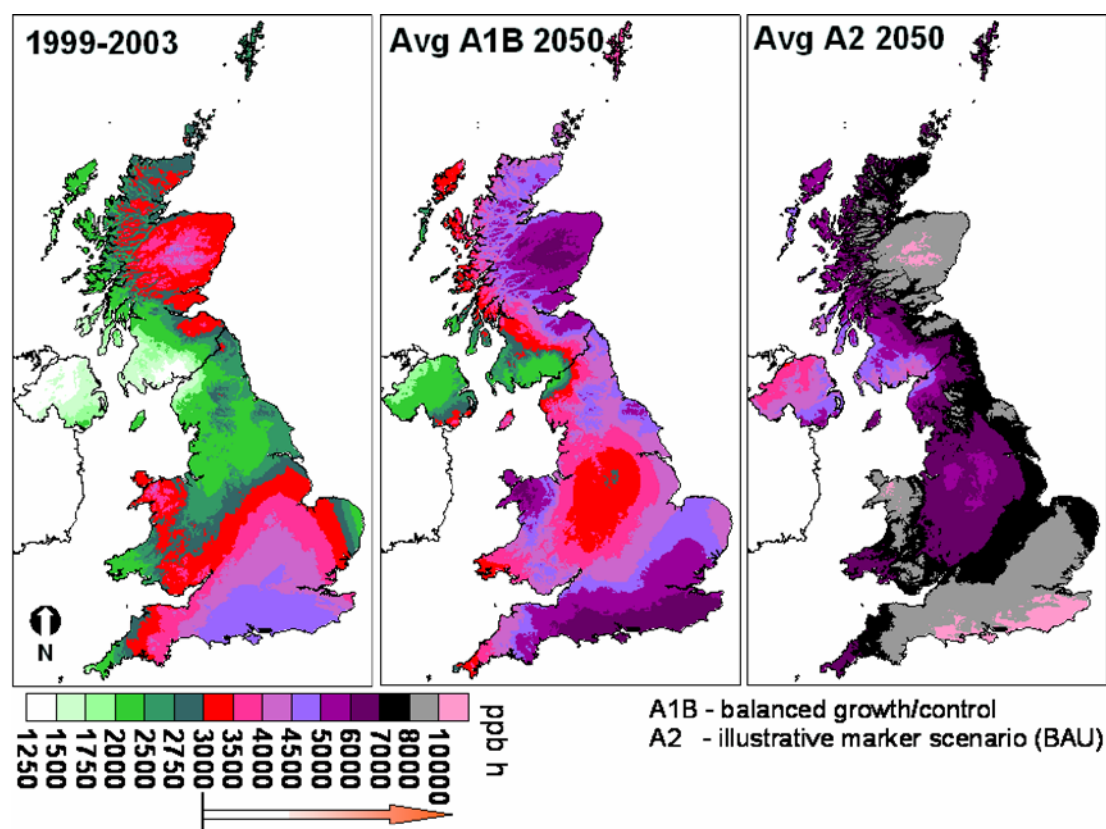 1999-2003
Avg A1B 2050
Avg A2 2050
N
1250
1500
1750
2000
2500
2750
3000
3500
4000
4500
5000
6000
7000
8000
10000
ppb h
A1B - balanced growth/control
A2 - illustrative marker scenario (BAU)